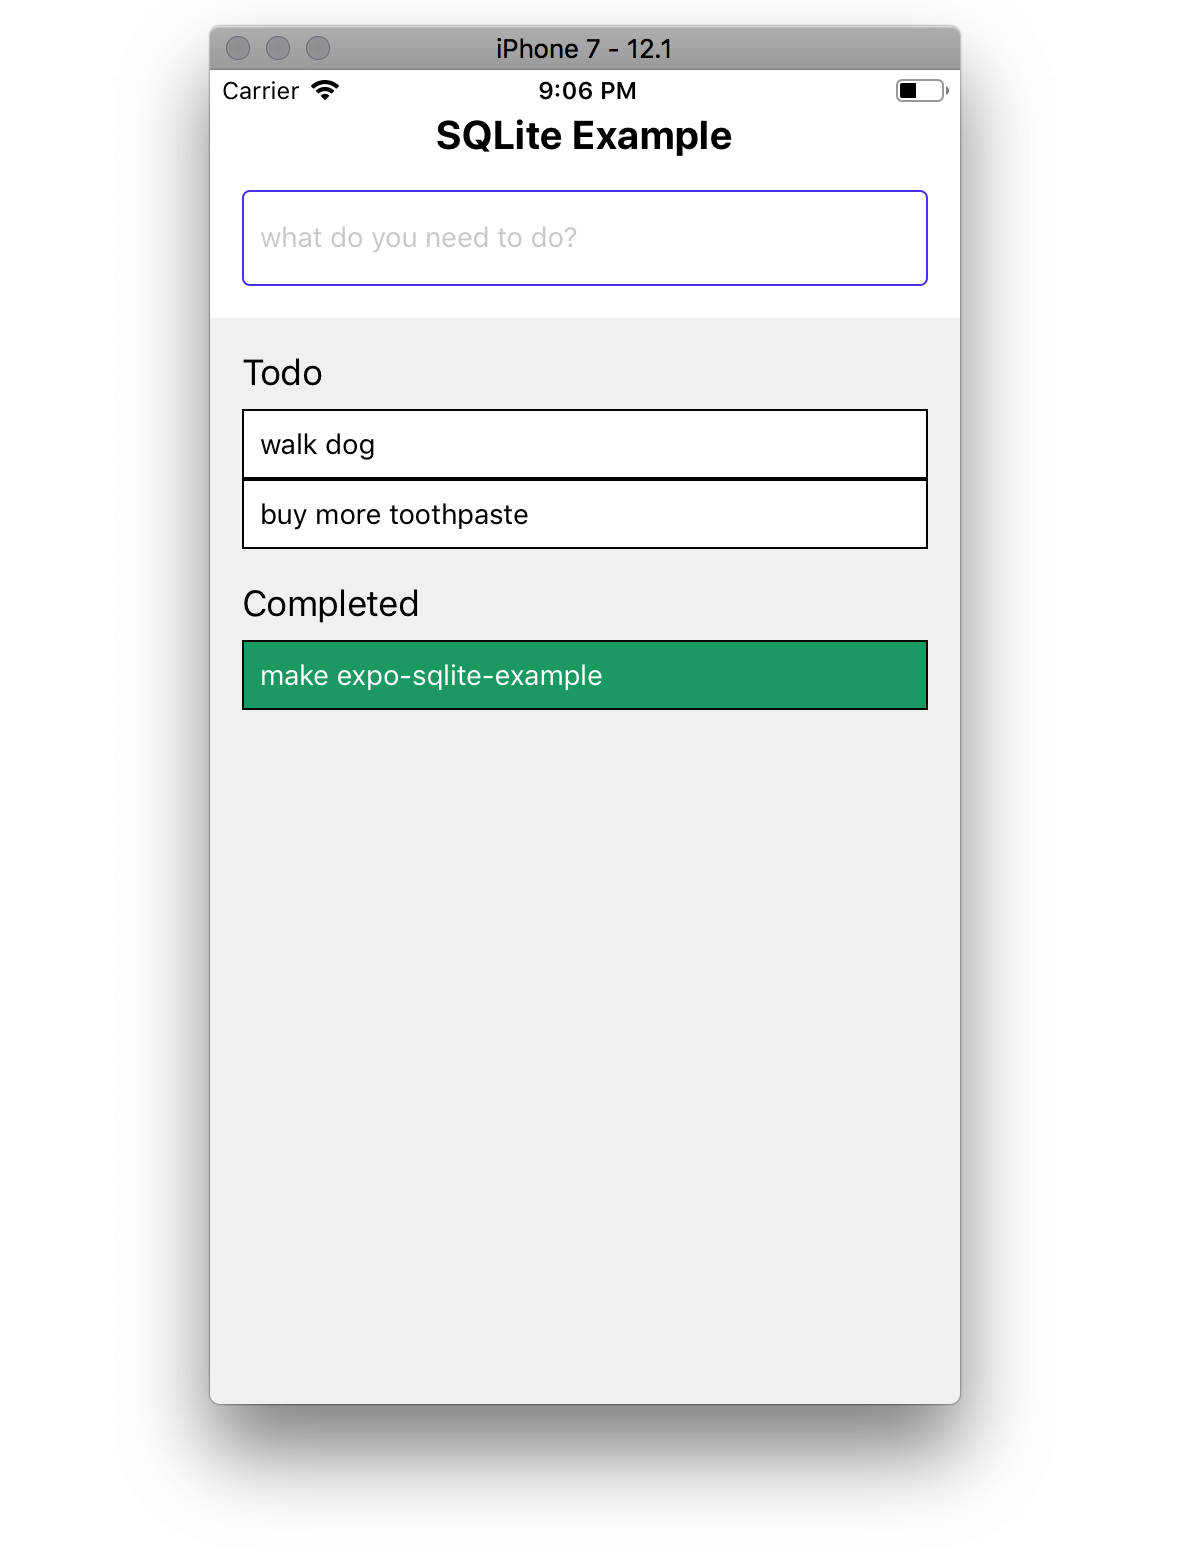 iPhone 7 - 12.1
Carrier 9:06 PM
SQLite Example
what do you need to do?
Todo
walk dog
buy more toothpaste
Completed
make expo-sqlite-example